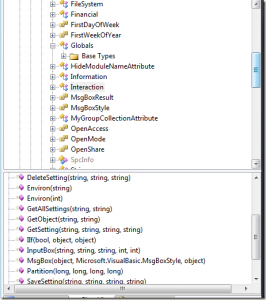 FileSystem
Financial
FirstDayOfWeek
FirstWeekOfYear
Globals
Base Types
HideModuleNameAttribute
Information
Interaction
MsgBoxResult
MsgBoxStyle
MyGroupCollectionAttribute
OpenAccess
OpenMode
OpenShare
SpcInfo
DeleteSetting(string, string, string)
Environ(string)
Environ(int)
GetAllSettings(string, string)
GetObject(string, string)
GetSetting(string, string, string, string)
IIf(bool, object, object)
InputBox(string, string, string, int, int)
MsgBox(object, Microsoft.VisualBasic.MsgBoxStyle, object)
Partition(long, long, long, long)
SaveSetting(string, string, string, string)